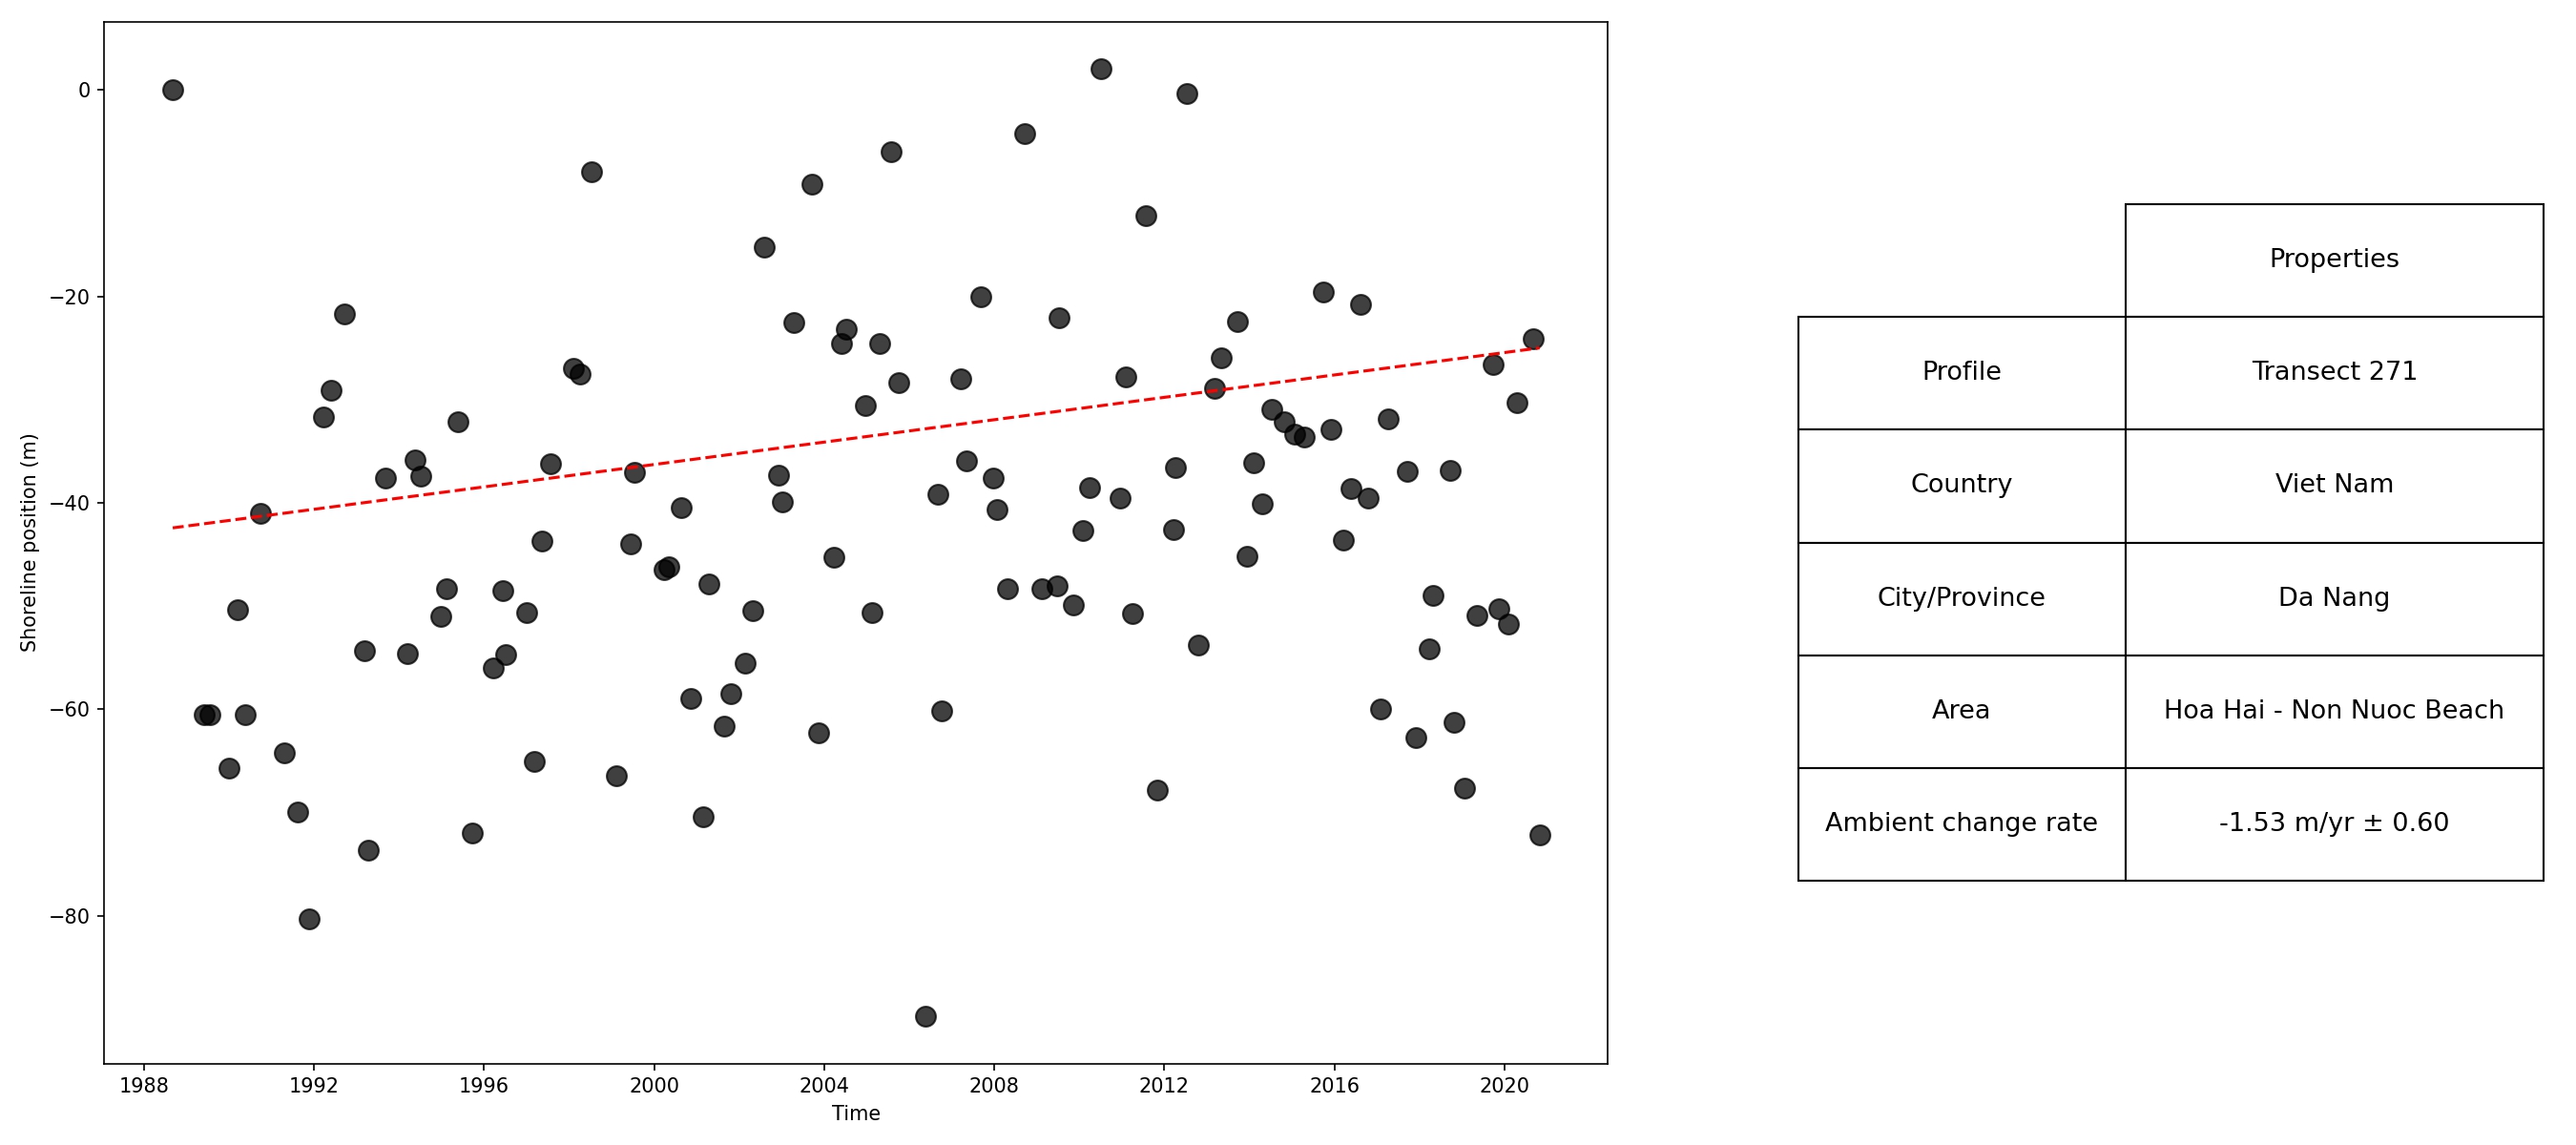 0
−20
−40
−60
−80
Shoreline position (m)
1988 1992 1996 2000 2004 2008 2012 2016 2020
Time
Properties
Profile Transect 271
Country Viet Nam
City/Province Da Nang
Area Hoa Hai - Non Nuoc Beach
Ambient change rate -1.53 m/yr ± 0.60